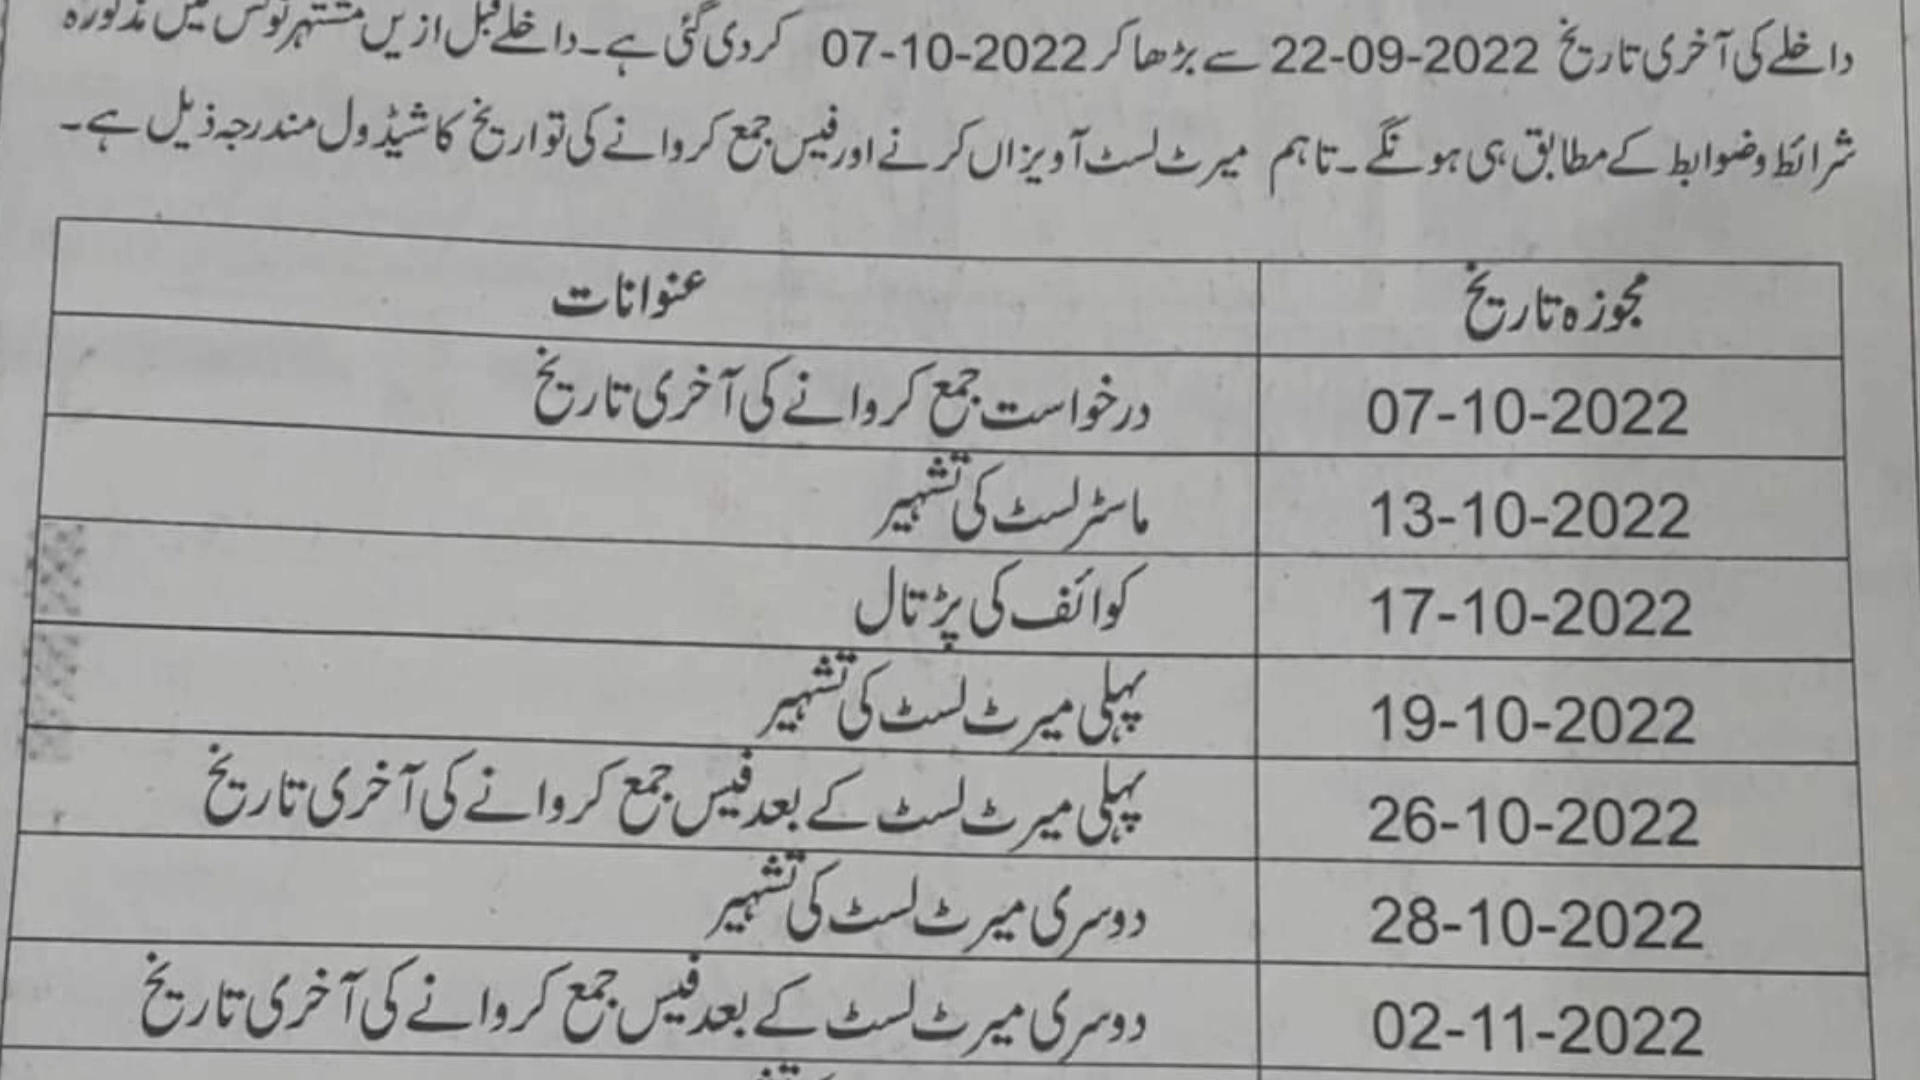 داخلے کی آخری تاریخ 22-09-2022 سے بڑھا کر 07-10-2022 کر دی گئی ہے۔ داخلے قبل ازیں مشتہر نوٹس میں مذکورہ
شرائط و ضوابط کے مطابق ہی ہونگے۔ تاہم میرٹ لسٹ آویزاں کرنے اور فیس جمع کروانے کی تواریخ کا شیڈول مندرجہ ذیل ہے۔
مجوزہ تاریخ عنوانات
07-10-2022 درخواست جمع کروانے کی آخری تاریخ
13-10-2022 ماسٹر لسٹ کی تشہیر
17-10-2022 کوائف کی پڑتال
19-10-2022 پہلی میرٹ لسٹ کی تشہیر
26-10-2022 پہلی میرٹ لسٹ کے بعد فیس جمع کروانے کی آخری تاریخ
28-10-2022 دوسری میرٹ لسٹ کی تشہیر
02-11-2022 دوسری میرٹ لسٹ کے بعد فیس جمع کروانے کی آخری تاریخ